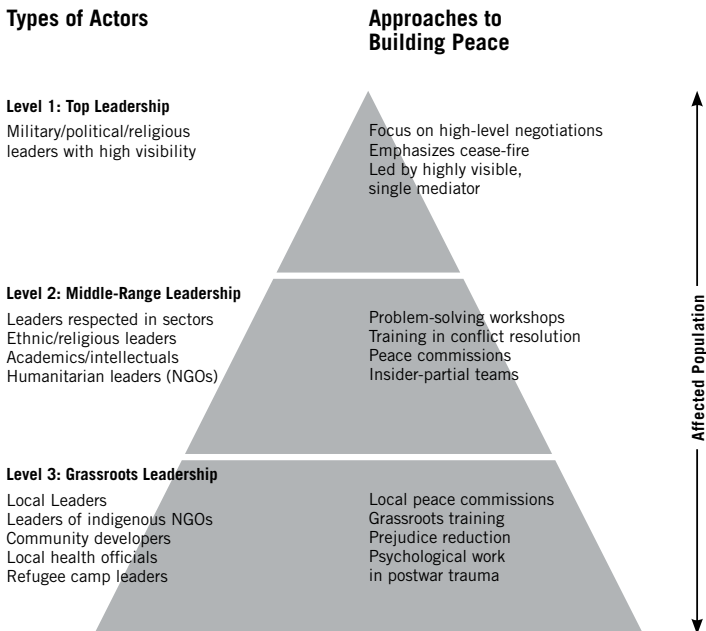 Types of Actors
Approaches to
Building Peace
Level 1: Top Leadership
Military/political/religious
leaders with high visibility
Focus on high-level negotiations
Emphasizes cease-fire
Led by highly visible,
single mediator
Level 2: Middle-Range Leadership
Leaders respected in sectors
Ethnic/religious leaders
Academics/intellectuals
Humanitarian leaders (NGOs)
Problem-solving workshops
Training in conflict resolution
Peace commissions
Insider-partial teams
Level 3: Grassroots Leadership
Local Leaders
Leaders of indigenous NGOs
Community developers
Local health officials
Refugee camp leaders
Local peace commissions
Grassroots training
Prejudice reduction
Psychological work
in postwar trauma
Affected Population